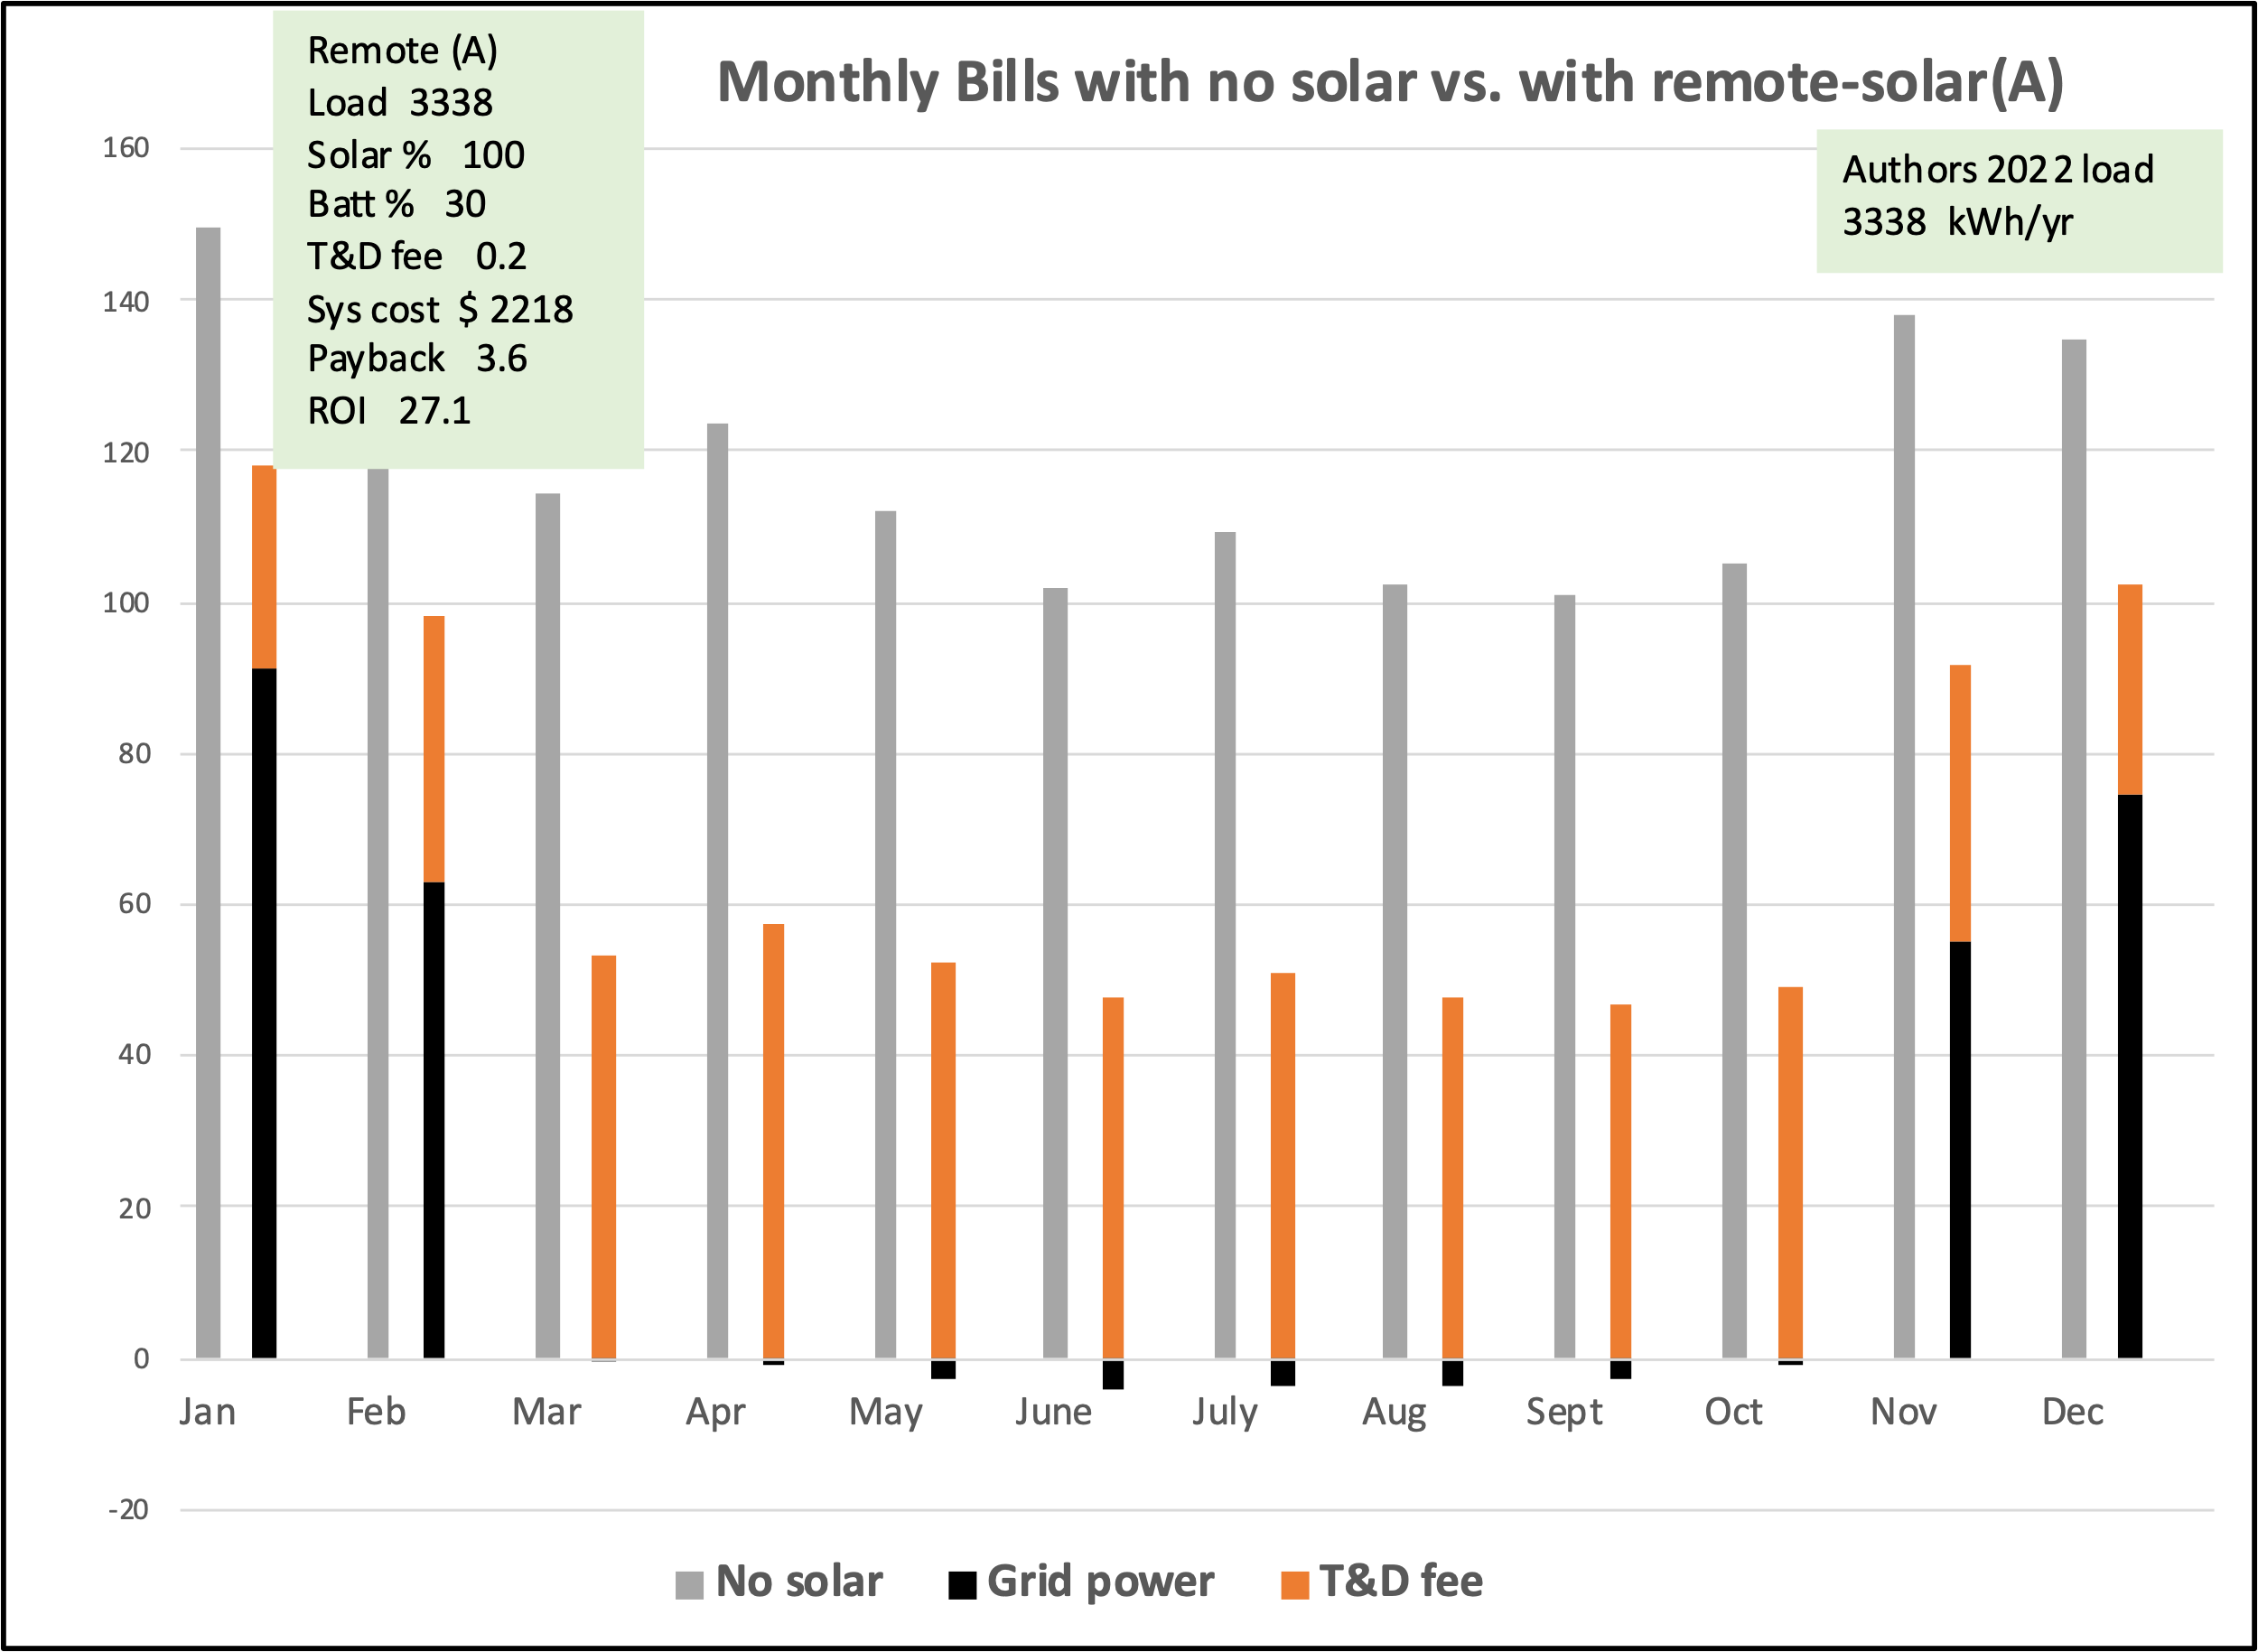 Remote (A)
Load 3338
Solar % 100
Batt % 30
T&D fee 0.2
Sys cost $ 2218
Payback 3.6
ROI 27.1
Monthly Bills with no solar vs. with remote-solar(A)
Authors 2022 load
3338 kWh/yr
160
140
120
100
80
60
40
20
0
-20
Jan Feb Mar Apr May June July Aug Sept Oct Nov Dec
No solar Grid power T&D fee